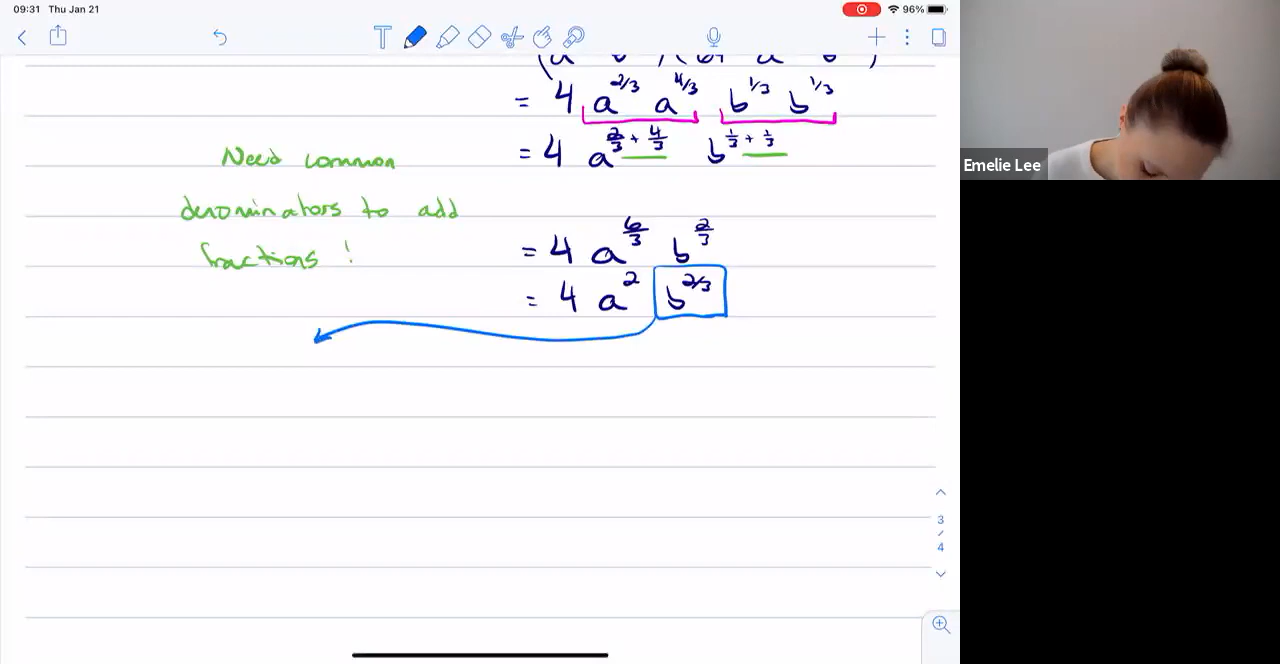 09:31 Thu Jan 21
96%
= 4 a^2/3 a^4/3 b^1/3 b^1/3
= 4 a^2/3 + 4/3 b^1/3 + 1/3
Need common
denominators to add
fractions !
= 4 a^6/3 b^2/3
= 4 a^2 b^2/3
3
/
4
Emelie Lee